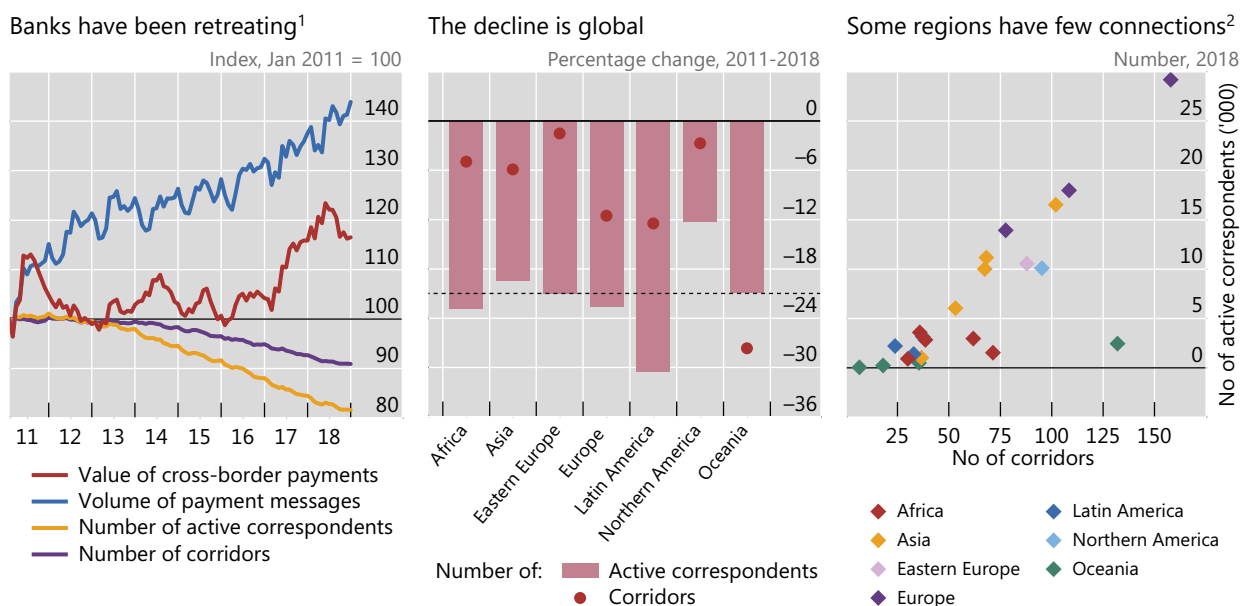 Banks have been retreating1
Index, Jan 2011 = 100
140
130
120
110
100
90
80
11 12 13 14 15 16 17 18
Value of cross-border payments
Volume of payment messages
Number of active correspondents
Number of corridors
The decline is global
Percentage change, 2011-2018
0
–6
–12
–18
–24
–30
–36
Africa
Asia
Eastern Europe
Europe
Latin America
Northern America
Oceania
Number of:
Active correspondents
Corridors
Some regions have few connections2
Number, 2018
25
20
15
10
5
0
No of active correspondents ('000)
25 50 75 100 125 150
No of corridors
Africa
Asia
Eastern Europe
Europe
Latin America
Northern America
Oceania